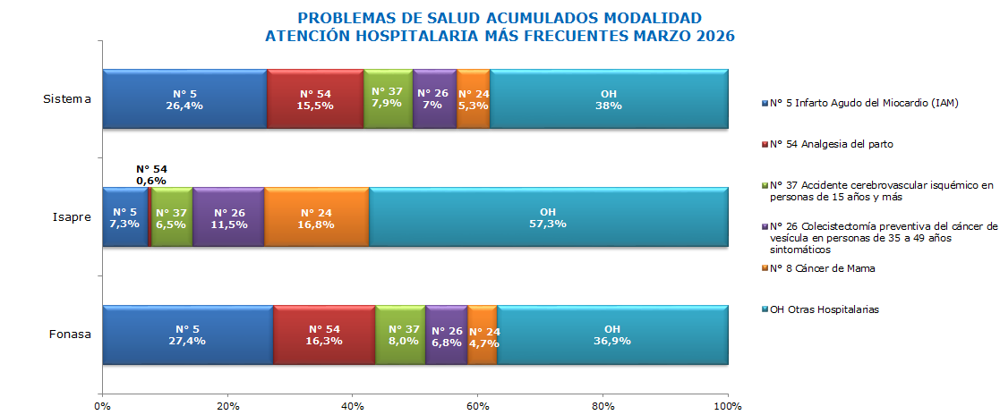 PROBLEMAS DE SALUD ACUMULADOS MODALIDAD
ATENCIÓN HOSPITALARIA MÁS FRECUENTES MARZO 2026
Sistema
N° 5
26,4%
N° 54
15,5%
N° 37
7,9%
N° 26
7%
N° 24
5,3%
OH
38%
Isapre
N° 5
7,3%
N° 54
0,6%
N° 37
6,5%
N° 26
11,5%
N° 24
16,8%
OH
57,3%
Fonasa
N° 5
27,4%
N° 54
16,3%
N° 37
8,0%
N° 26
6,8%
N° 24
4,7%
OH
36,9%
0%
20%
40%
60%
80%
100%
N° 5 Infarto Agudo del Miocardio (IAM)
N° 54 Analgesia del parto
N° 37 Accidente cerebrovascular isquémico en
personas de 15 años y más
N° 26 Colecistectomía preventiva del cáncer de
vesícula en personas de 35 a 49 años
sintomáticos
N° 8 Cáncer de Mama
OH Otras Hospitalarias